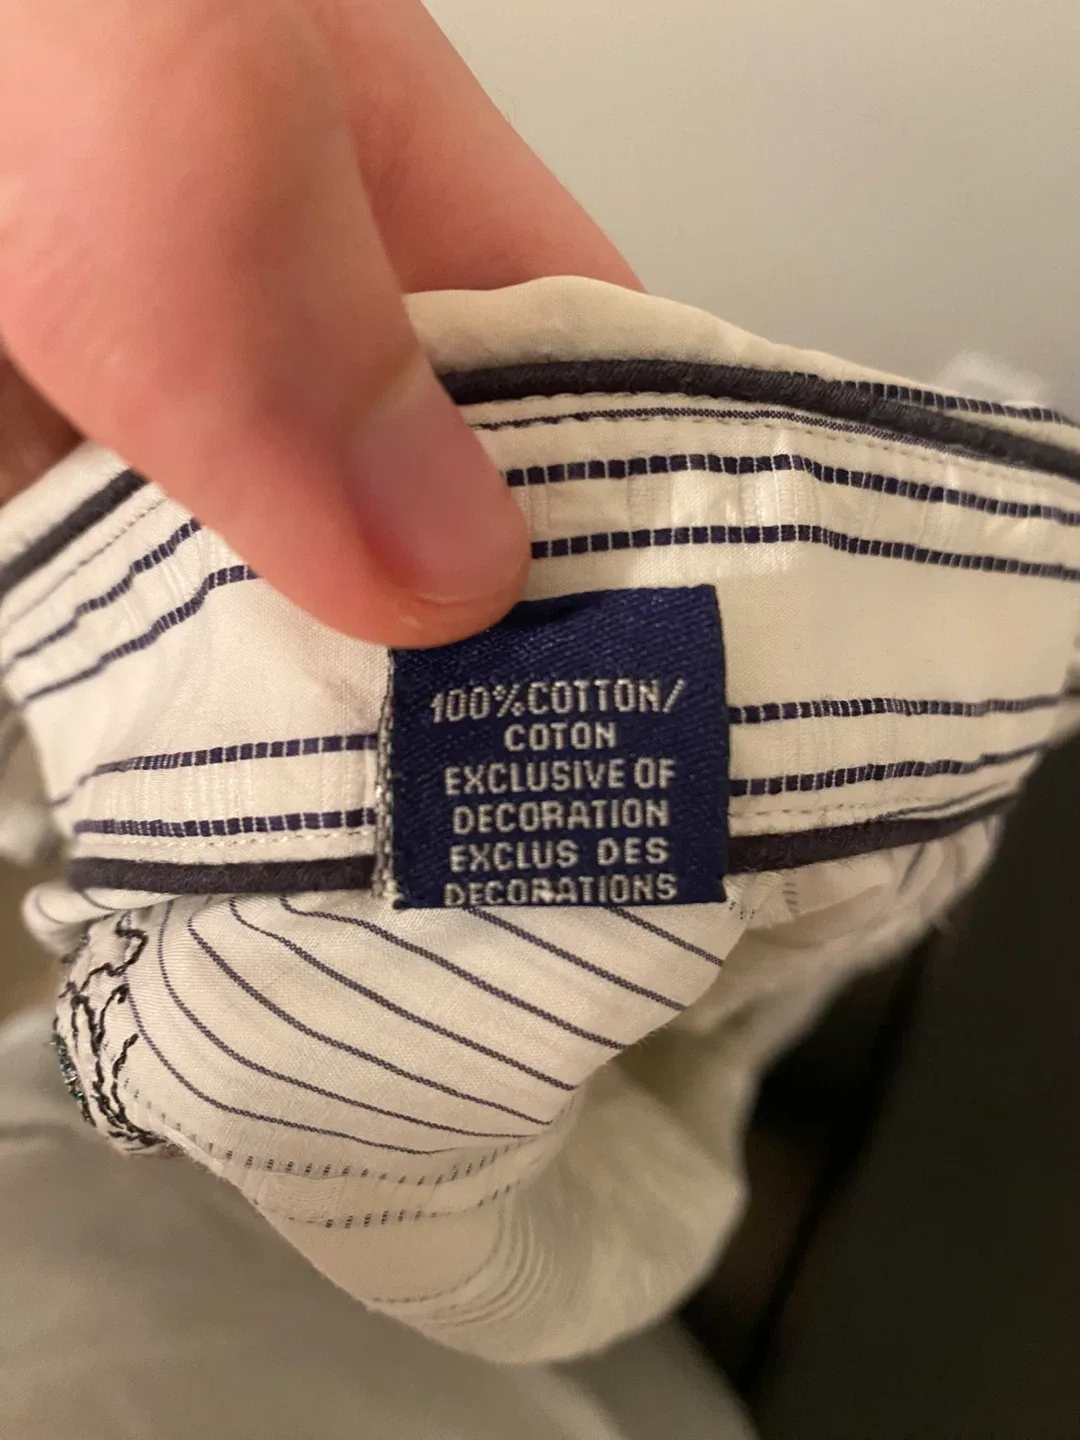 100%COTTON/
COTON
EXCLUSIVE OF
DECORATION
EXCLUS DES
DECORATIONS